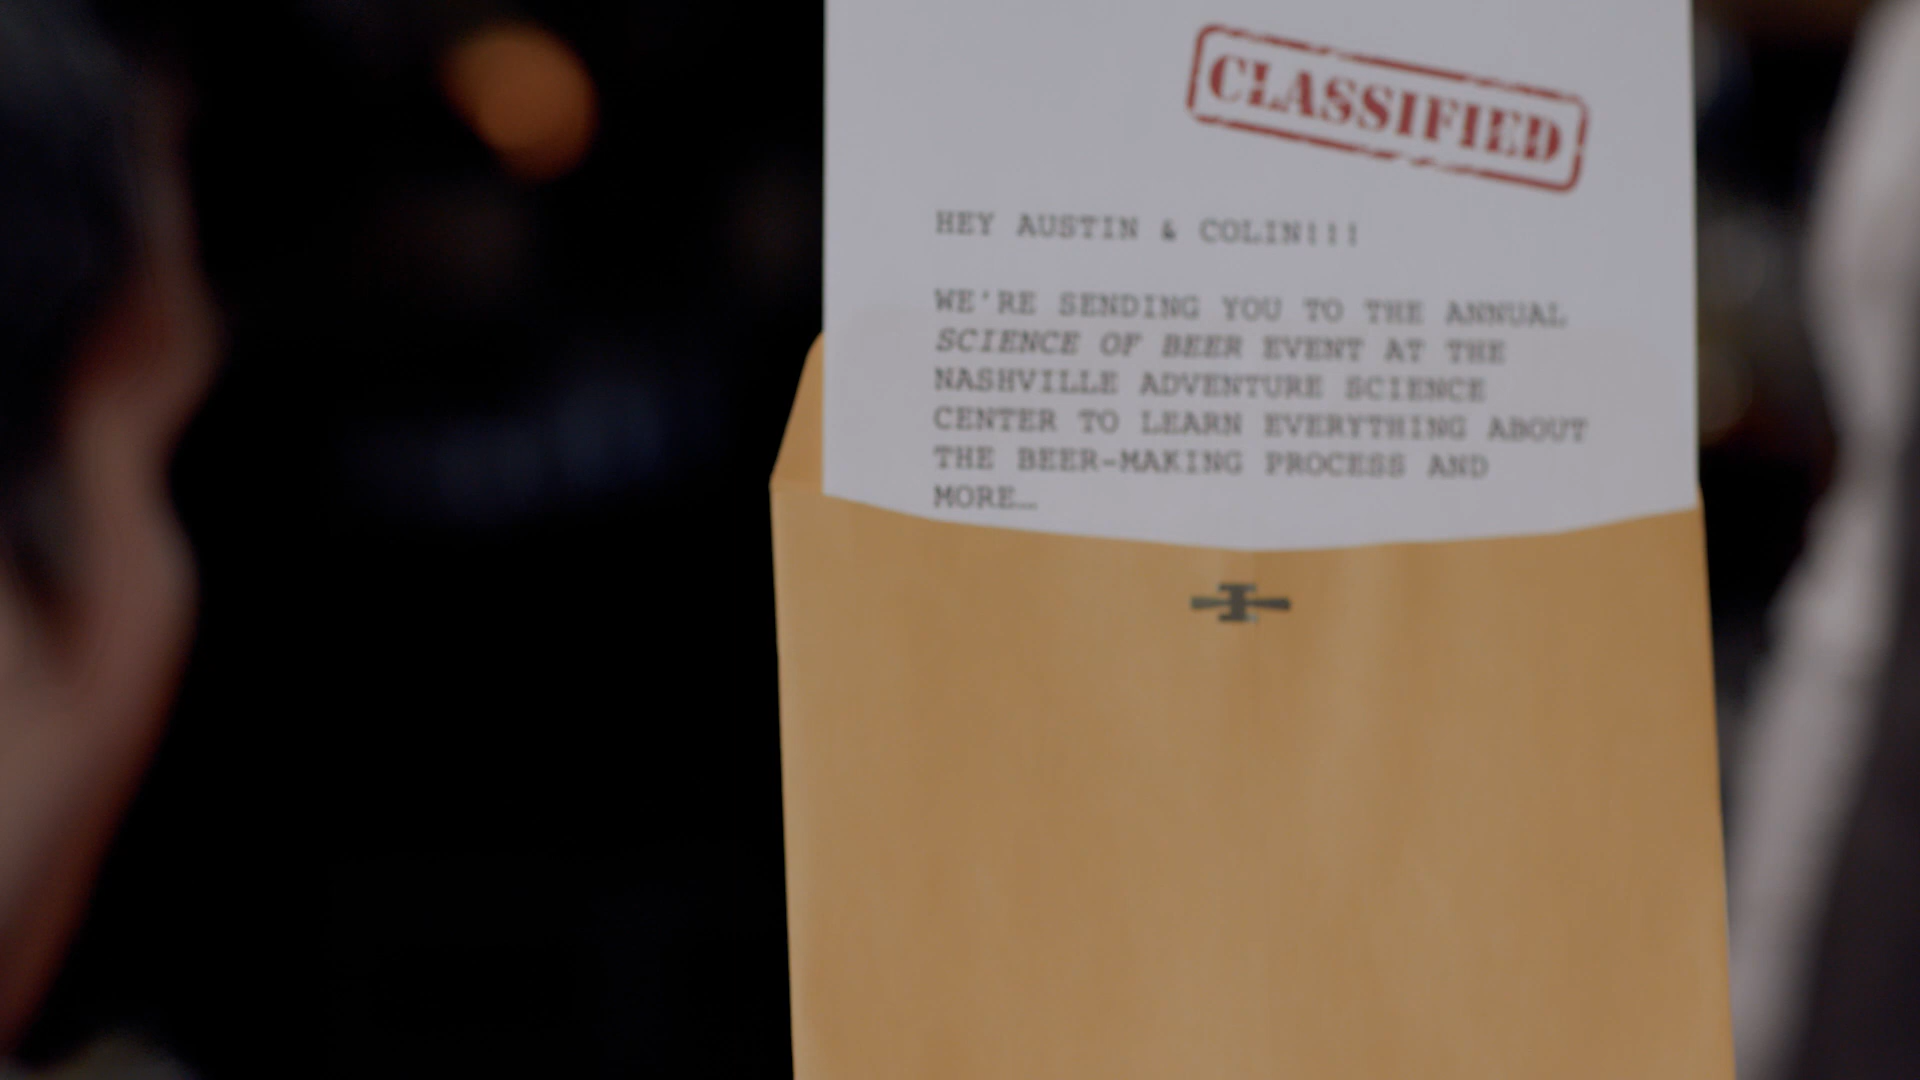 CLASSIFIED
HEY AUSTIN & COLIN!!!
WE'RE SENDING YOU TO THE ANNUAL
SCIENCE OF BEER EVENT AT THE
NASHVILLE ADVENTURE SCIENCE
CENTER TO LEARN EVERYTHING ABOUT
THE BEER-MAKING PROCESS AND
MORE…